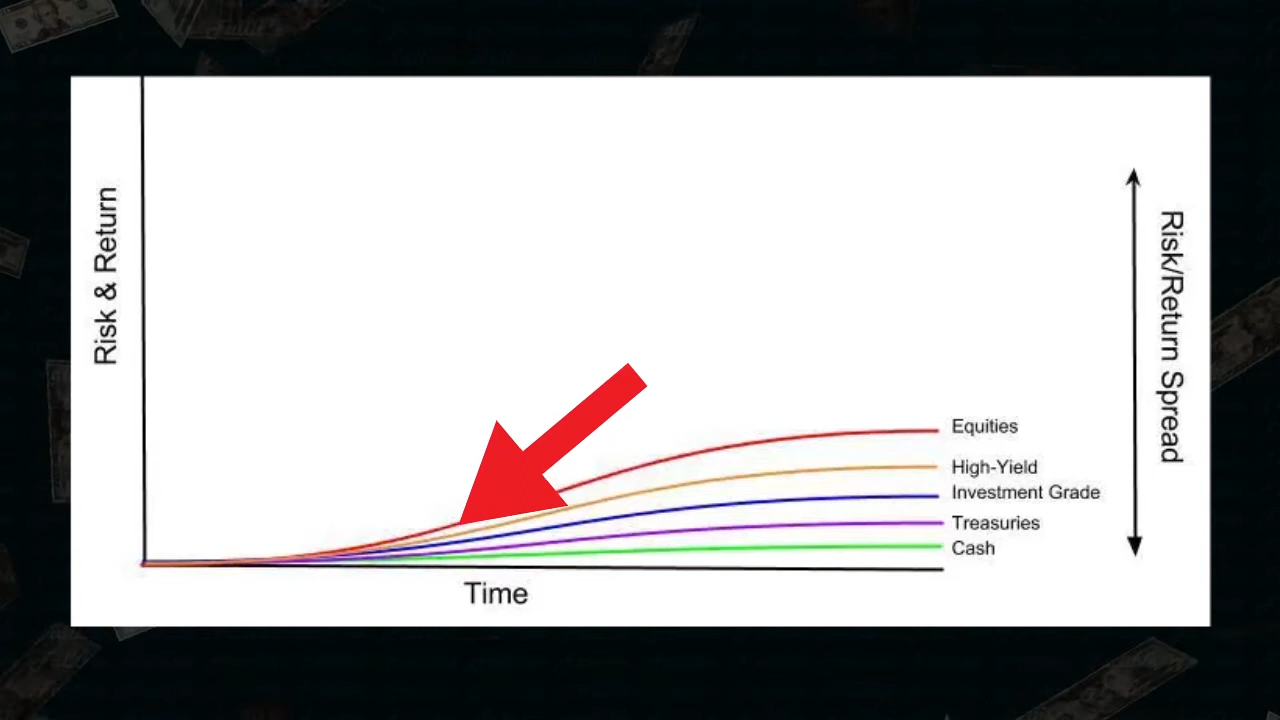 Risk & Return
Risk/Return Spread
Equities
High-Yield
Investment Grade
Treasuries
Cash
Time